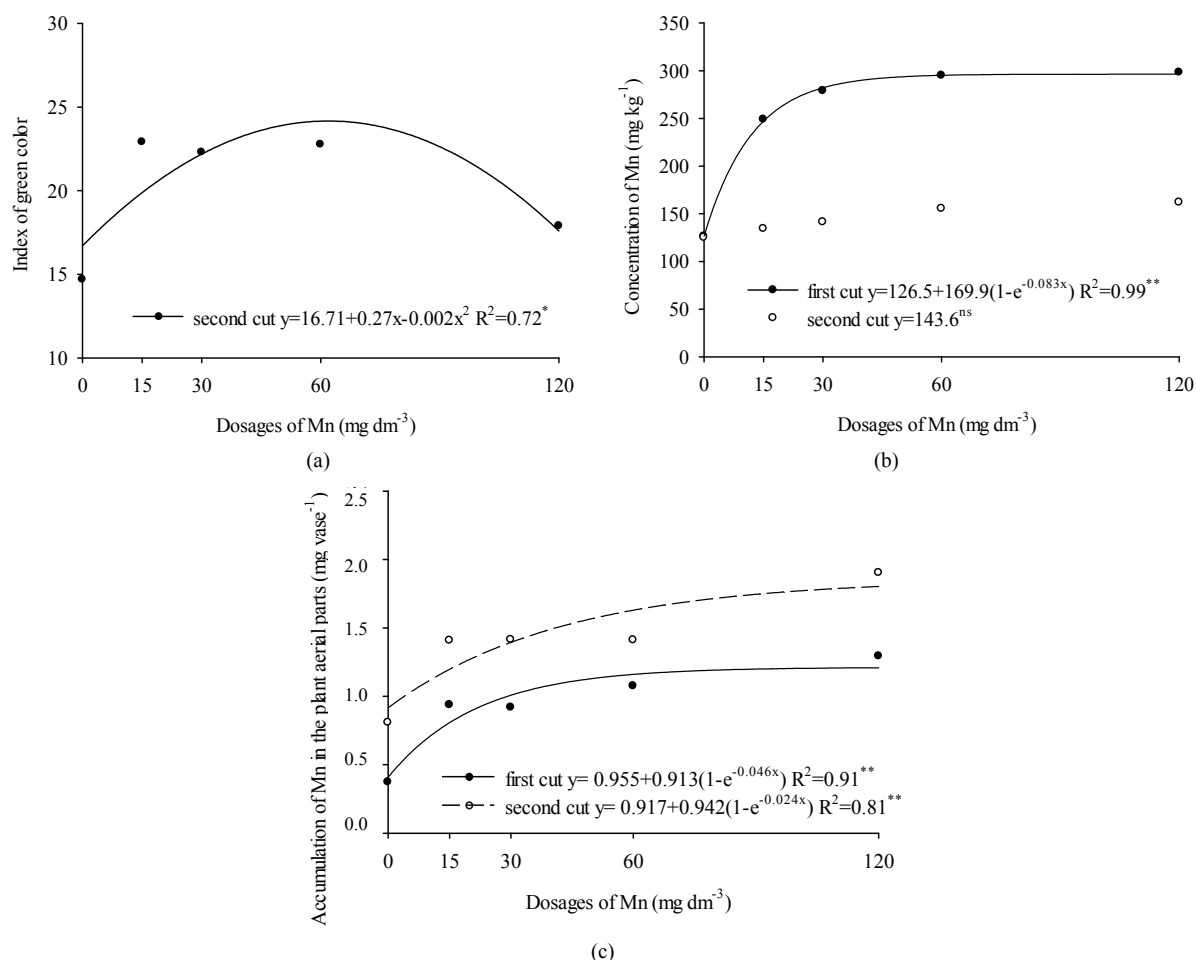 30
25
20
15
10
Index of green color
second cut y=16.71+0.27x-0.002x² R²=0.72*
0 15 30 60 120
Dosages of Mn (mg dm⁻³)
(a)
350
300
250
200
150
100
50
0
Concentration of Mn (mg kg⁻¹)
first cut y=126.5+169.9(1-e⁻⁰·⁰⁸³ˣ) R²=0.99**
second cut y=143.6ⁿˢ
0 15 30 60 120
Dosages of Mn (mg dm⁻³)
(b)
2.5
2.0
1.5
1.0
0.5
0.0
Accumulation of Mn in the plant aerial parts (mg vase⁻¹)
first cut y= 0.955+0.913(1-e⁻⁰·⁰⁴⁶ˣ) R²=0.91**
second cut y= 0.917+0.942(1-e⁻⁰·⁰²⁴ˣ) R²=0.81**
0 15 30 60 120
Dosages of Mn (mg dm⁻³)
(c)